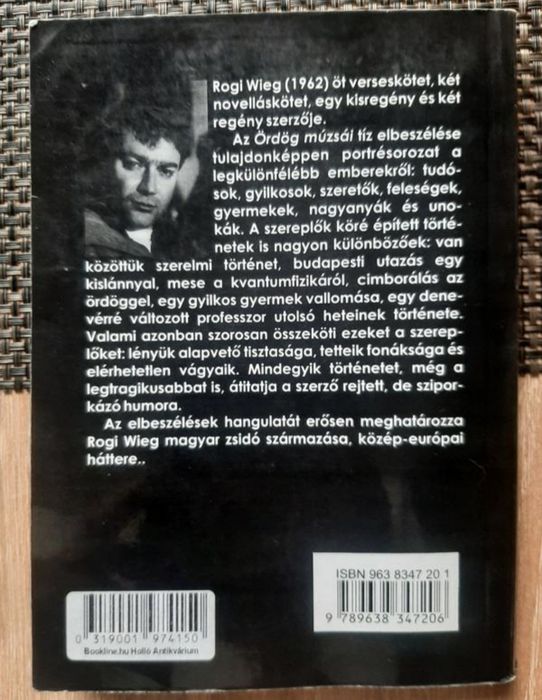 Rogi Wieg (1962) öt verseskötet, két
novelláskötet, egy kisregény és két
regény szerzője.
Az Ördög múzsái tíz elbeszélése
tulajdonképpen portrésorozat a
legkülönfélébb emberekről: tudó-
sok, gyilkosok, szeretők, feleségek,
gyermekek, nagyanyák és uno-
kák. A szereplők köré épített törté-
netek is nagyon különbözőek: van
közöttük szerelmi történet, budapesti utazás egy
kislánnyal, mese a kvantumfizikáról, cimborálás az
ördöggel, egy gyilkos gyermek vallomása, egy dene-
vérré változott professzor utolsó heteinek története.
Valami azonban szorosan összeköti ezeket a szerep-
lőket: lényük alapvető tisztasága, tetteik fonáksága és
elérhetetlen vágyaik. Mindegyik történetet, még a
legtragikusabbat is, átitatja a szerző rejtett, de szipor-
kázó humora.
Az elbeszélések hangulatát erősen meghatározza
Rogi Wieg magyar zsidó származása, közép-európai
háttere..
ISBN 963 8347 20 1
9 789638 347206
0 319001 974150
Bookline.hu Holló Antikvárium